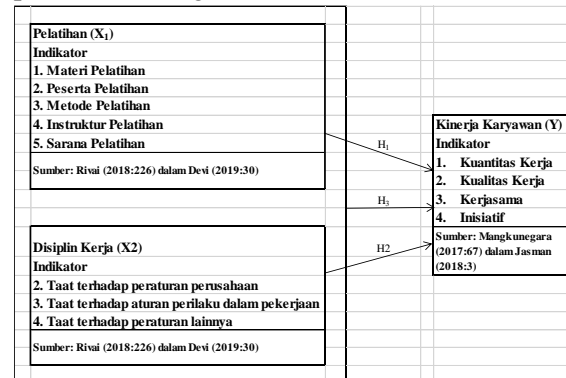 Pelatihan (X₁)
Indikator
1. Materi Pelatihan
2. Peserta Pelatihan
3. Metode Pelatihan
4. Instruktur Pelatihan
5. Sarana Pelatihan
Sumber: Rivai (2018:226) dalam Devi (2019:30)
H₁
H₃
H2
Kinerja Karyawan (Y)
Indikator
1. Kuantitas Kerja
2. Kualitas Kerja
3. Kerjasama
4. Inisiatif
Sumber: Mangkunegara
(2017:67) dalam Jasman
(2018:3)
Disiplin Kerja (X2)
Indikator
2. Taat terhadap peraturan perusahaan
3. Taat terhadap aturan perilaku dalam pekerjaan
4. Taat terhadap peraturan lainnya
Sumber: Rivai (2018:226) dalam Devi (2019:30)